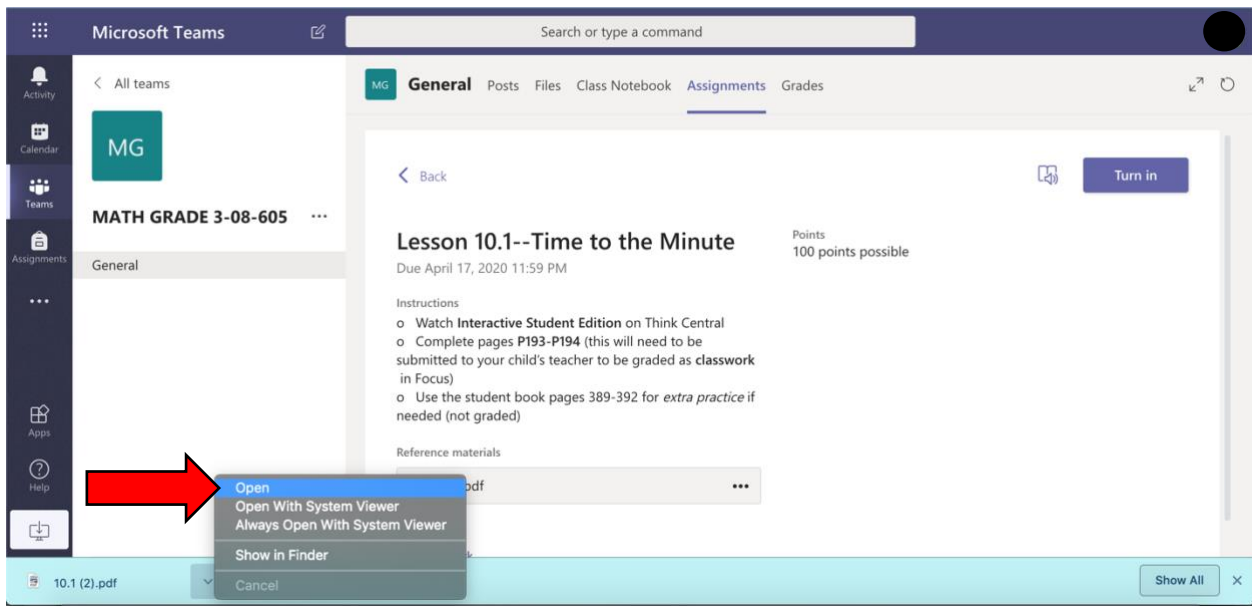 Microsoft Teams
Search or type a command
Activity
Calendar
Teams
Assignments
Apps
Help
All teams
MG
MATH GRADE 3-08-605
General
MG General Posts Files Class Notebook Assignments Grades
Back
Turn in
Lesson 10.1--Time to the Minute
Due April 17, 2020 11:59 PM
Points
100 points possible
Instructions
o Watch Interactive Student Edition on Think Central
o Complete pages P193-P194 (this will need to be
submitted to your child's teacher to be graded as classwork
in Focus)
o Use the student book pages 389-392 for extra practice if
needed (not graded)
Reference materials
pdf
Open
Open With System Viewer
Always Open With System Viewer
Show in Finder
Cancel
10.1 (2).pdf
Show All